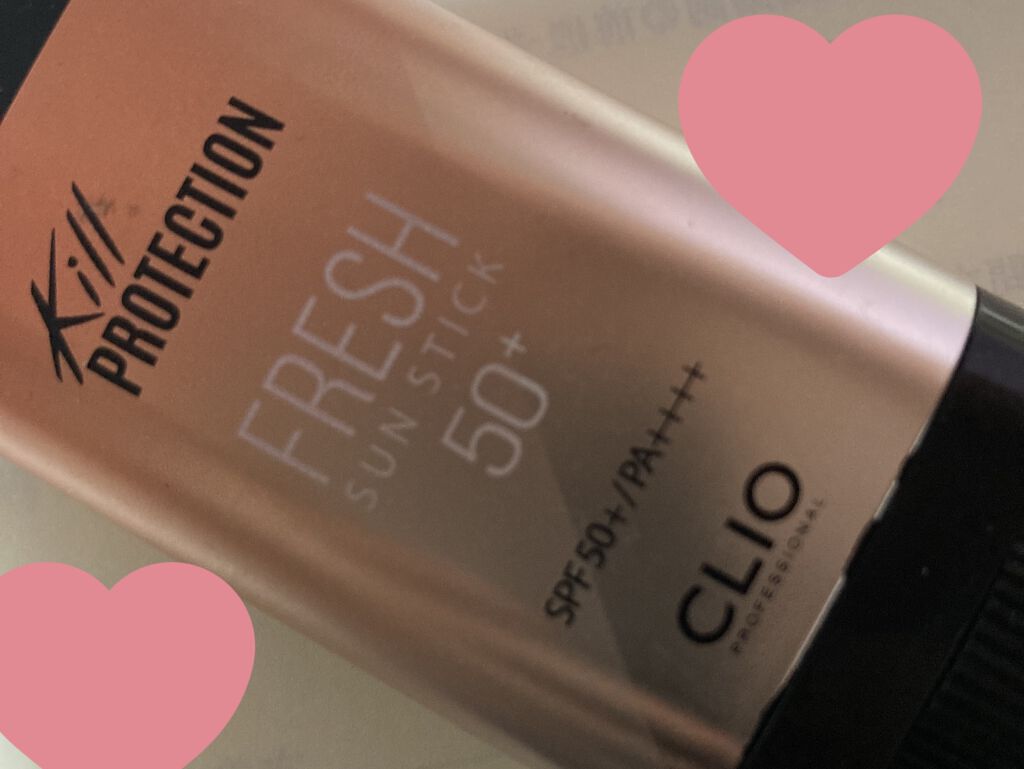 Kill
PROTECTION
FRESH
SUN STICK
50+
SPF50+/PA++++
CLIO
PROFESSIONAL